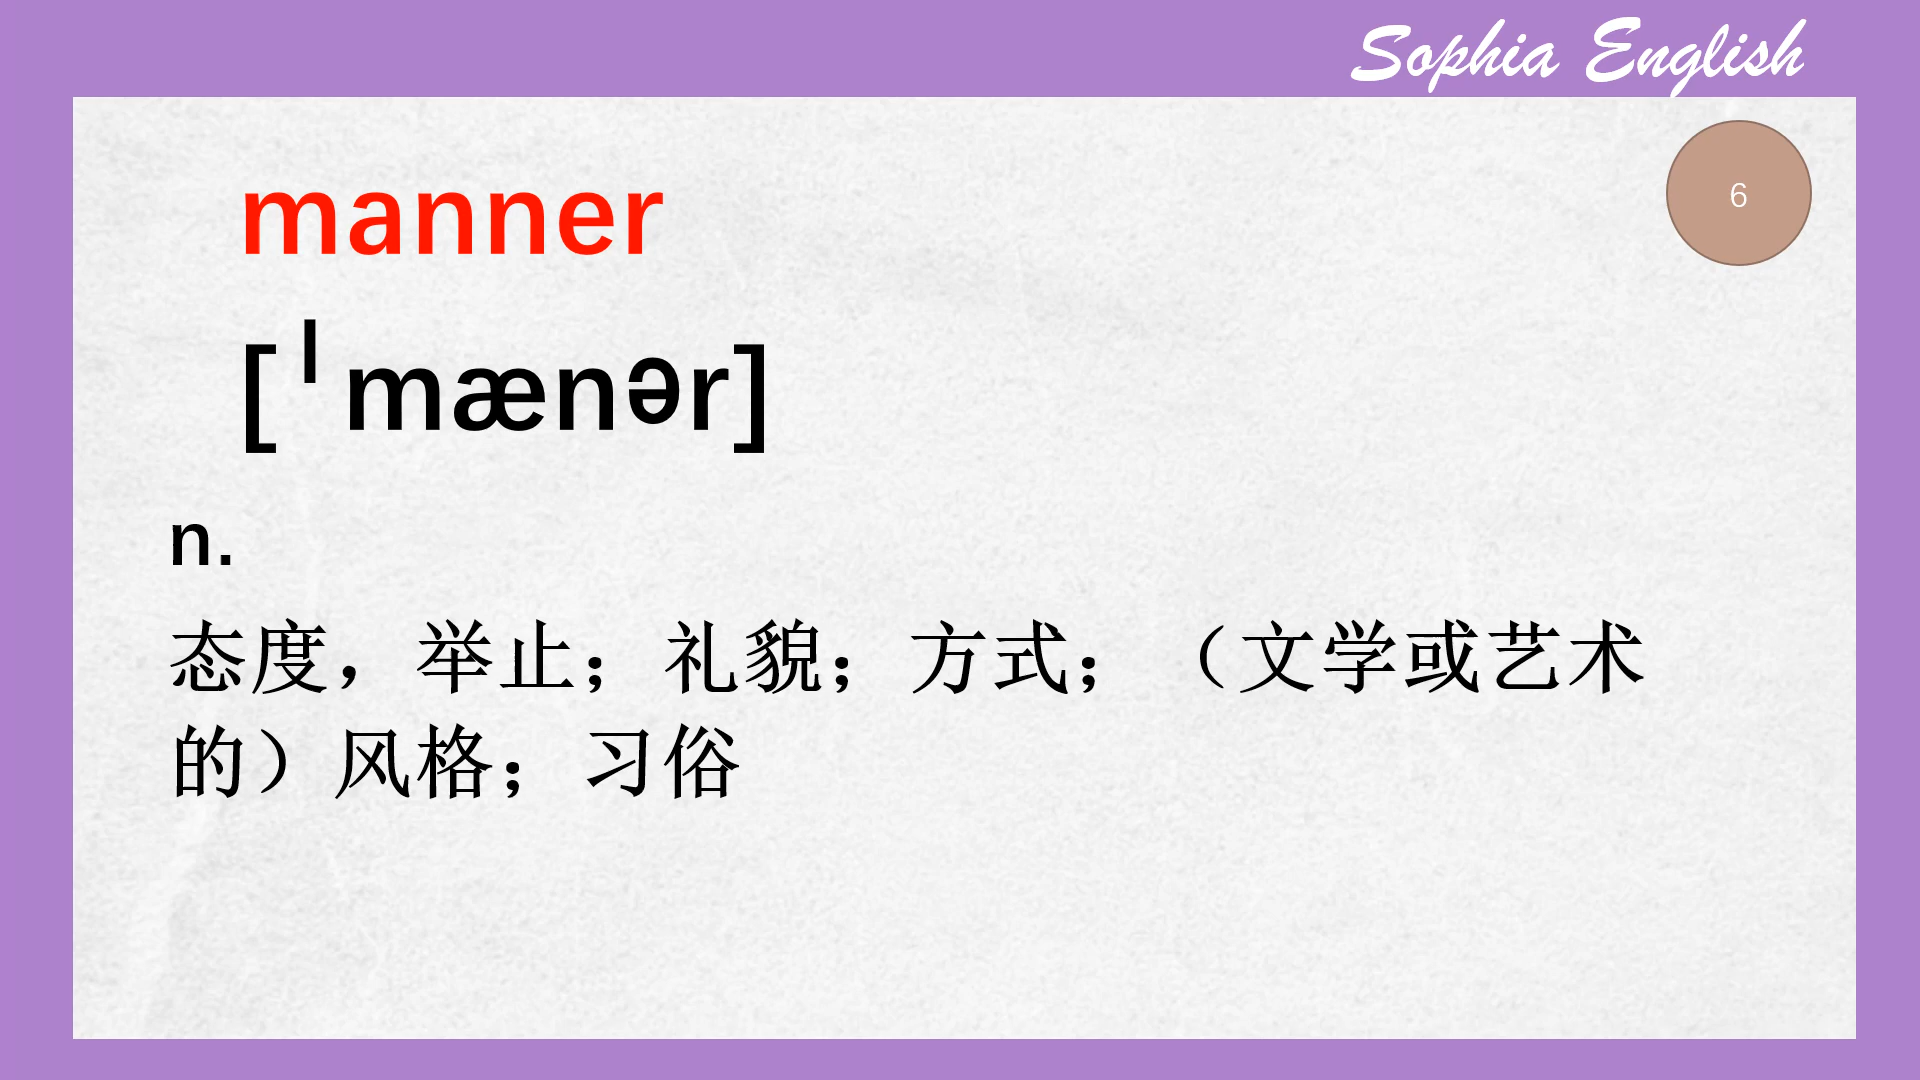 Sophia English
6
manner
[ˈmænər]
n.
态度，举止；礼貌；方式；（文学或艺术
的）风格；习俗